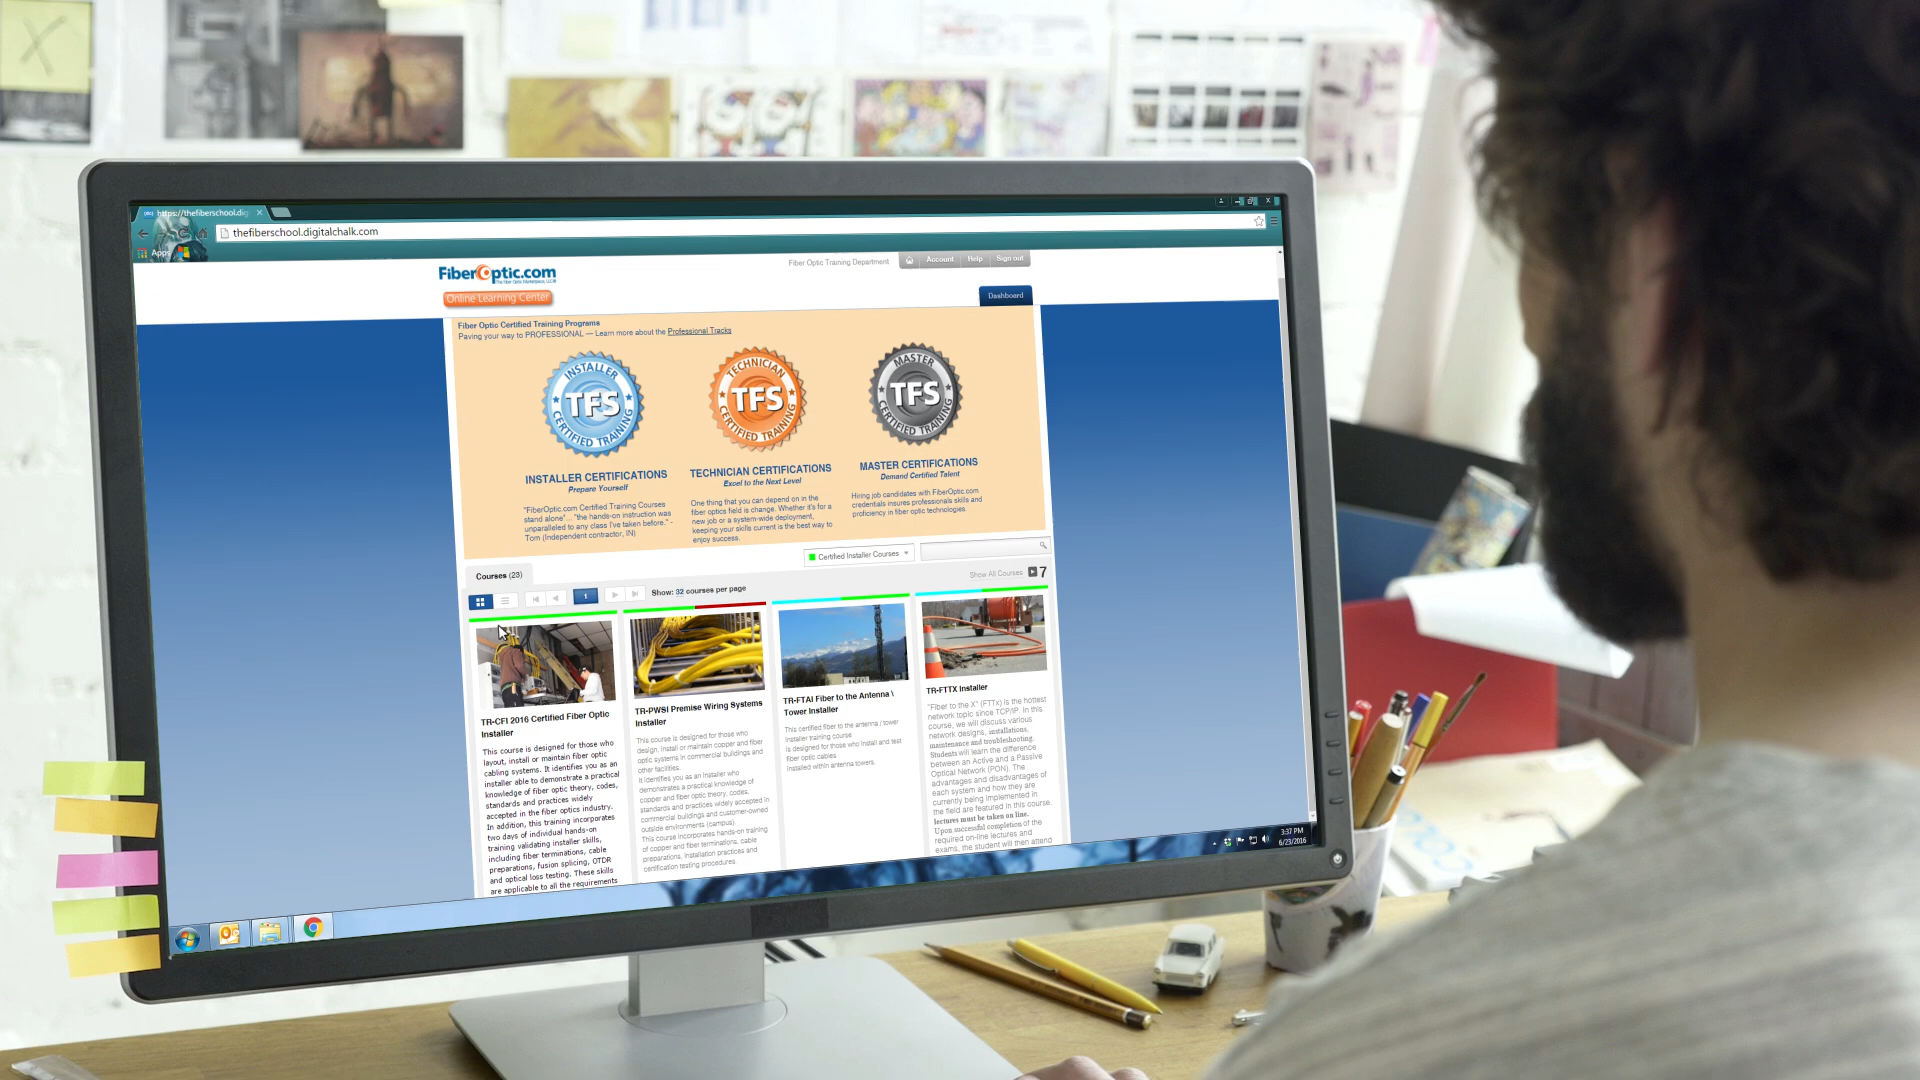 https://thefiberschool.dig
thefiberschool.digitalchalk.com
Apps
FiberOptic.com
Online Learning Center
Fiber Optic Training Department
Account
Help
Sign out
Dashboard
Fiber Optic Certified Training Programs
Paving your way to PROFESSIONAL — Learn more about the Professional Tracks
INSTALLER
TFS
CERTIFIED TRAINING
TECHNICIAN
TFS
CERTIFIED TRAINING
MASTER
TFS
CERTIFIED TRAINING
INSTALLER CERTIFICATIONS
Prepare Yourself
"FiberOptic.com Certified Training Courses
stand alone"... "the hands-on instruction was
unparalleled to any class I've taken before." -
Tom (Independent contractor, IN)
TECHNICIAN CERTIFICATIONS
Excel to the Next Level
One thing that you can depend on in the
fiber optics field is change. Whether it's for a
new job or a system-wide deployment,
keeping your skills current is the best way to
enjoy success.
MASTER CERTIFICATIONS
Demand Certified Talent
Hiring job candidates with FiberOptic.com
credentials insures professionals skills and
proficiency in fiber optic technologies.
Certified Installer Courses
Courses (23)
Show All Courses
7
1
Show: 32 courses per page
TR-CFI 2016 Certified Fiber Optic
Installer
This course is designed for those who
layout, install or maintain fiber optic
cabling systems. It identifies you as an
installer able to demonstrate a practical
knowledge of fiber optic theory, codes,
standards and practices widely
accepted in the fiber optics industry.
In addition, this training incorporates
two days of individual hands-on
training validating installer skills,
including fiber terminations, cable
preparations, fusion splicing, OTDR
and optical loss testing. These skills
are applicable to all the requirements
TR-PWSI Premise Wiring Systems
Installer
This course is designed for those who
design, install or maintain copper and fiber
optic systems in commercial buildings and
other facilities.
It identifies you as an installer who
demonstrates a practical knowledge of
copper and fiber optic theory, codes,
standards and practices widely accepted in
commercial buildings and customer-owned
outside environments (campus).
This course incorporates hands-on training
of copper and fiber terminations, cable
preparations, installation practices and
certification testing procedures.
TR-FTAI Fiber to the Antenna \
Tower Installer
This certified fiber to the antenna / tower
installer training course
is designed for those who install and test
fiber optic cables
installed within antenna towers.
TR-FTTX Installer
"Fiber to the X" (FTTx) is the hottest
network topic since TCP/IP. In this
course, we will discuss various
network designs, installations,
maintenance and troubleshooting.
Students will learn the difference
between an Active and a Passive
Optical Network (PON). The
advantages and disadvantages of
each system and how they are
currently being implemented in
the field are featured in this course.
lectures must be taken on line.
Upon successful completion of the
required on-line lectures and
exams, the student will then attend
3:37 PM
6/23/2016